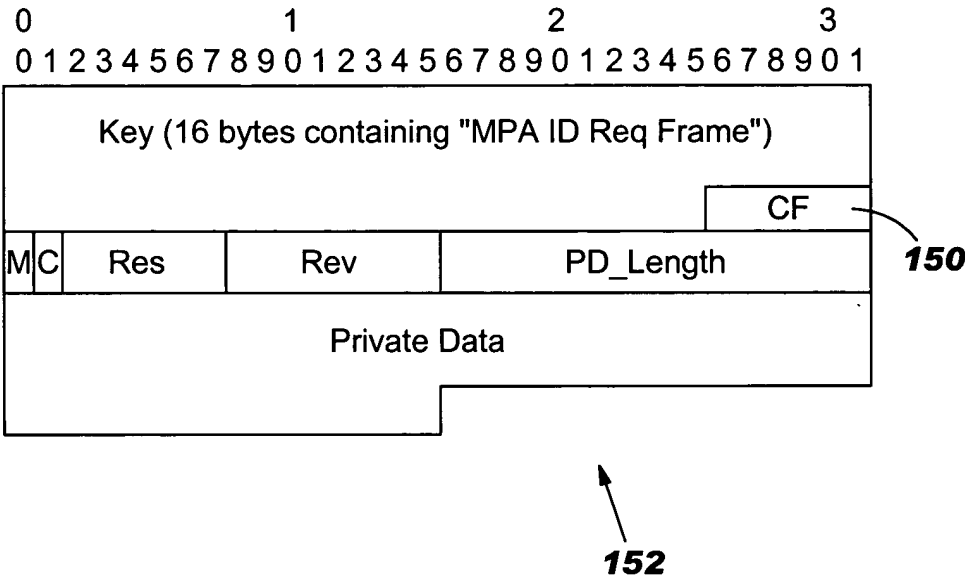 0 1 2 3
0 1 2 3 4 5 6 7 8 9 0 1 2 3 4 5 6 7 8 9 0 1 2 3 4 5 6 7 8 9 0 1
Key (16 bytes containing "MPA ID Req Frame")
CF
150
M C Res Rev PD_Length
Private Data
152